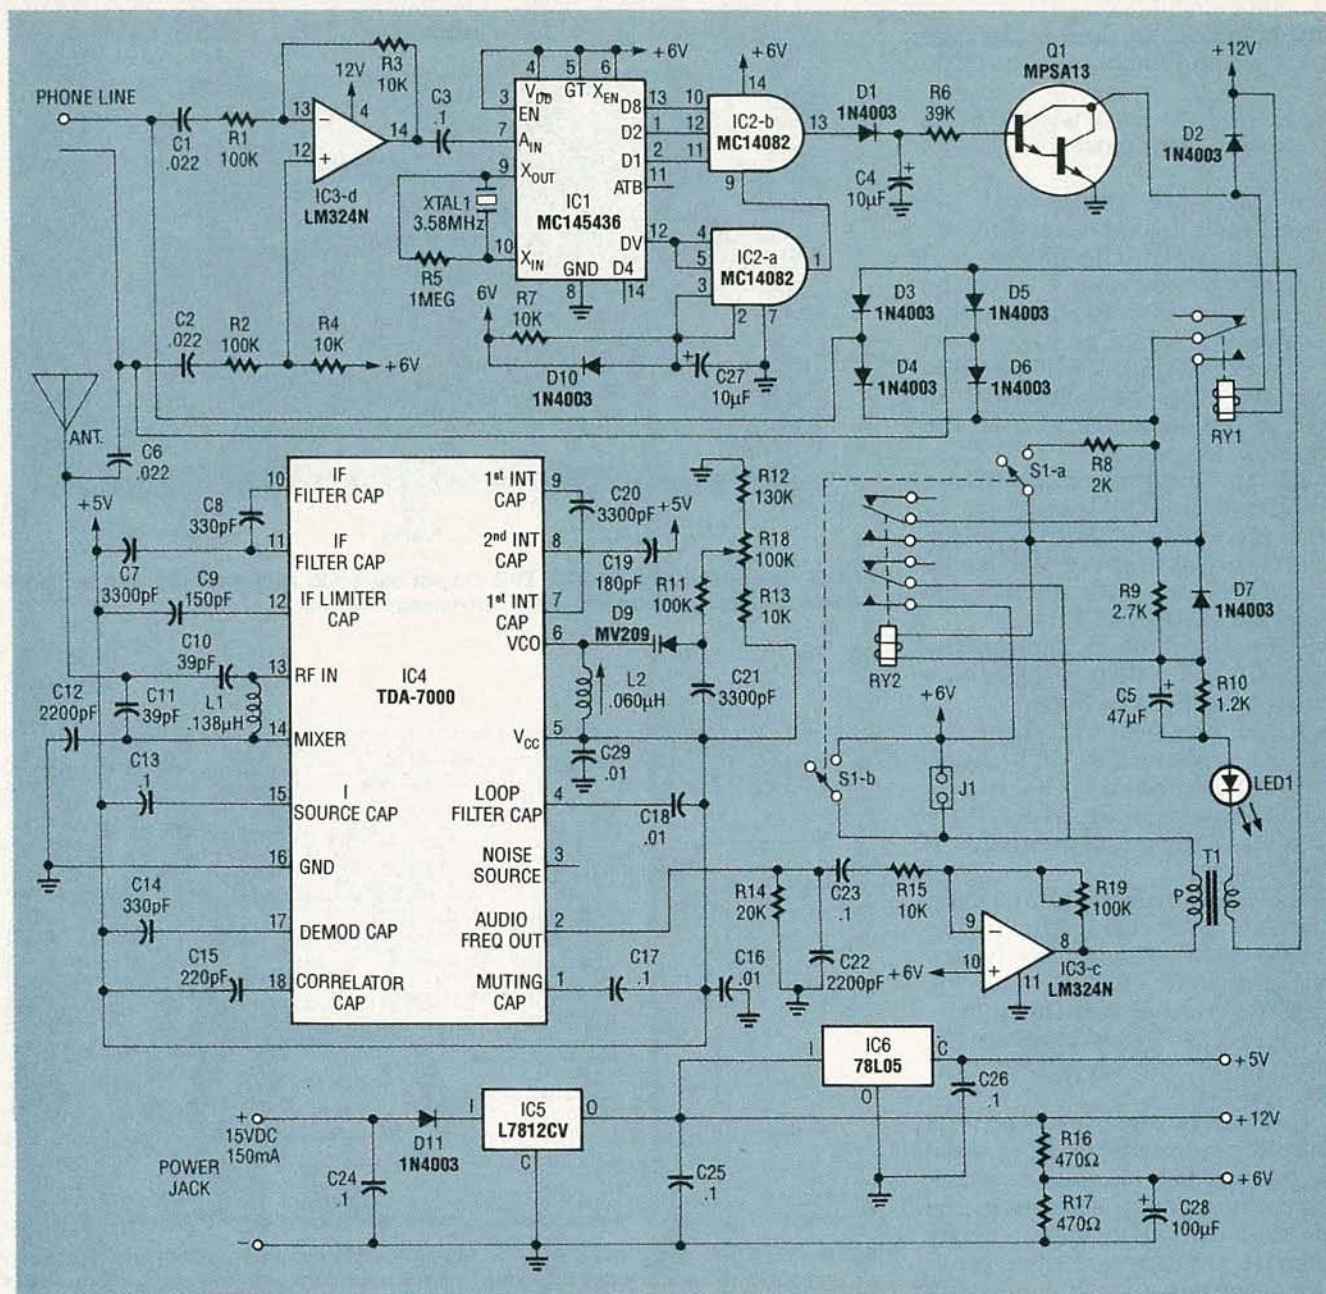 PHONE LINE
C1
.022
R1
100K
R3
10K
12V
4
13
12
14
IC3-d
LM324N
C3
.1
C2
.022
R2
100K
R4
10K
+6V
ANT.
C6
.022
+6V
4
5
6
VDD
GT
XEN
3
EN
7
AIN
9
XOUT
10
XIN
XTAL1
3.58MHz
R5
1MEG
IC1
MC145436
GND
8
D4
14
D8
13
D2
1
D1
2
ATB
11
DV
12
+6V
14
10
12
11
9
13
IC2-b
MC14082
4
5
3
2
7
1
IC2-a
MC14082
6V
R7
10K
D10
1N4003
C27
10µF
D1
1N4003
C4
10µF
R6
39K
Q1
MPSA13
+12V
D2
1N4003
D3
1N4003
D5
1N4003
D4
1N4003
D6
1N4003
RY1
S1-a
R8
2K
R9
2.7K
D7
1N4003
RY2
C5
47µF
R10
1.2K
LED1
+6V
S1-b
J1
T1
P
+5V
C8
330pF
C7
3300pF
C9
150pF
C10
39pF
C12
2200pF
C11
39pF
L1
.138µH
C13
.1
C14
330pF
C15
220pF
10
IF
FILTER CAP
11
IF
FILTER CAP
12
IF LIMITER
CAP
13
RF IN
14
MIXER
15
I
SOURCE CAP
16
GND
17
DEMOD CAP
18
CORRELATOR
CAP
IC4
TDA-7000
1st INT
CAP
9
2nd INT
CAP
8
1st INT
CAP
7
VCO
6
VCC
5
LOOP
FILTER CAP
4
NOISE
SOURCE
3
AUDIO
FREQ OUT
2
MUTING
CAP
1
C20
3300pF
+5V
C19
180pF
R11
100K
R12
130K
R18
100K
R13
10K
D9
MV209
L2
.060µH
C21
3300pF
C29
.01
C18
.01
C17
.1
C16
.01
R14
20K
C23
.1
R15
10K
C22
2200pF
+6V
9
10
8
11
IC3-c
LM324N
R19
100K
POWER
JACK
+
15VDC
150mA
−
C24
.1
D11
1N4003
I
IC5
L7812CV
O
C
C25
.1
I
IC6
78L05
C
O
C26
.1
+5V
+12V
+6V
R16
470Ω
R17
470Ω
C28
100µF